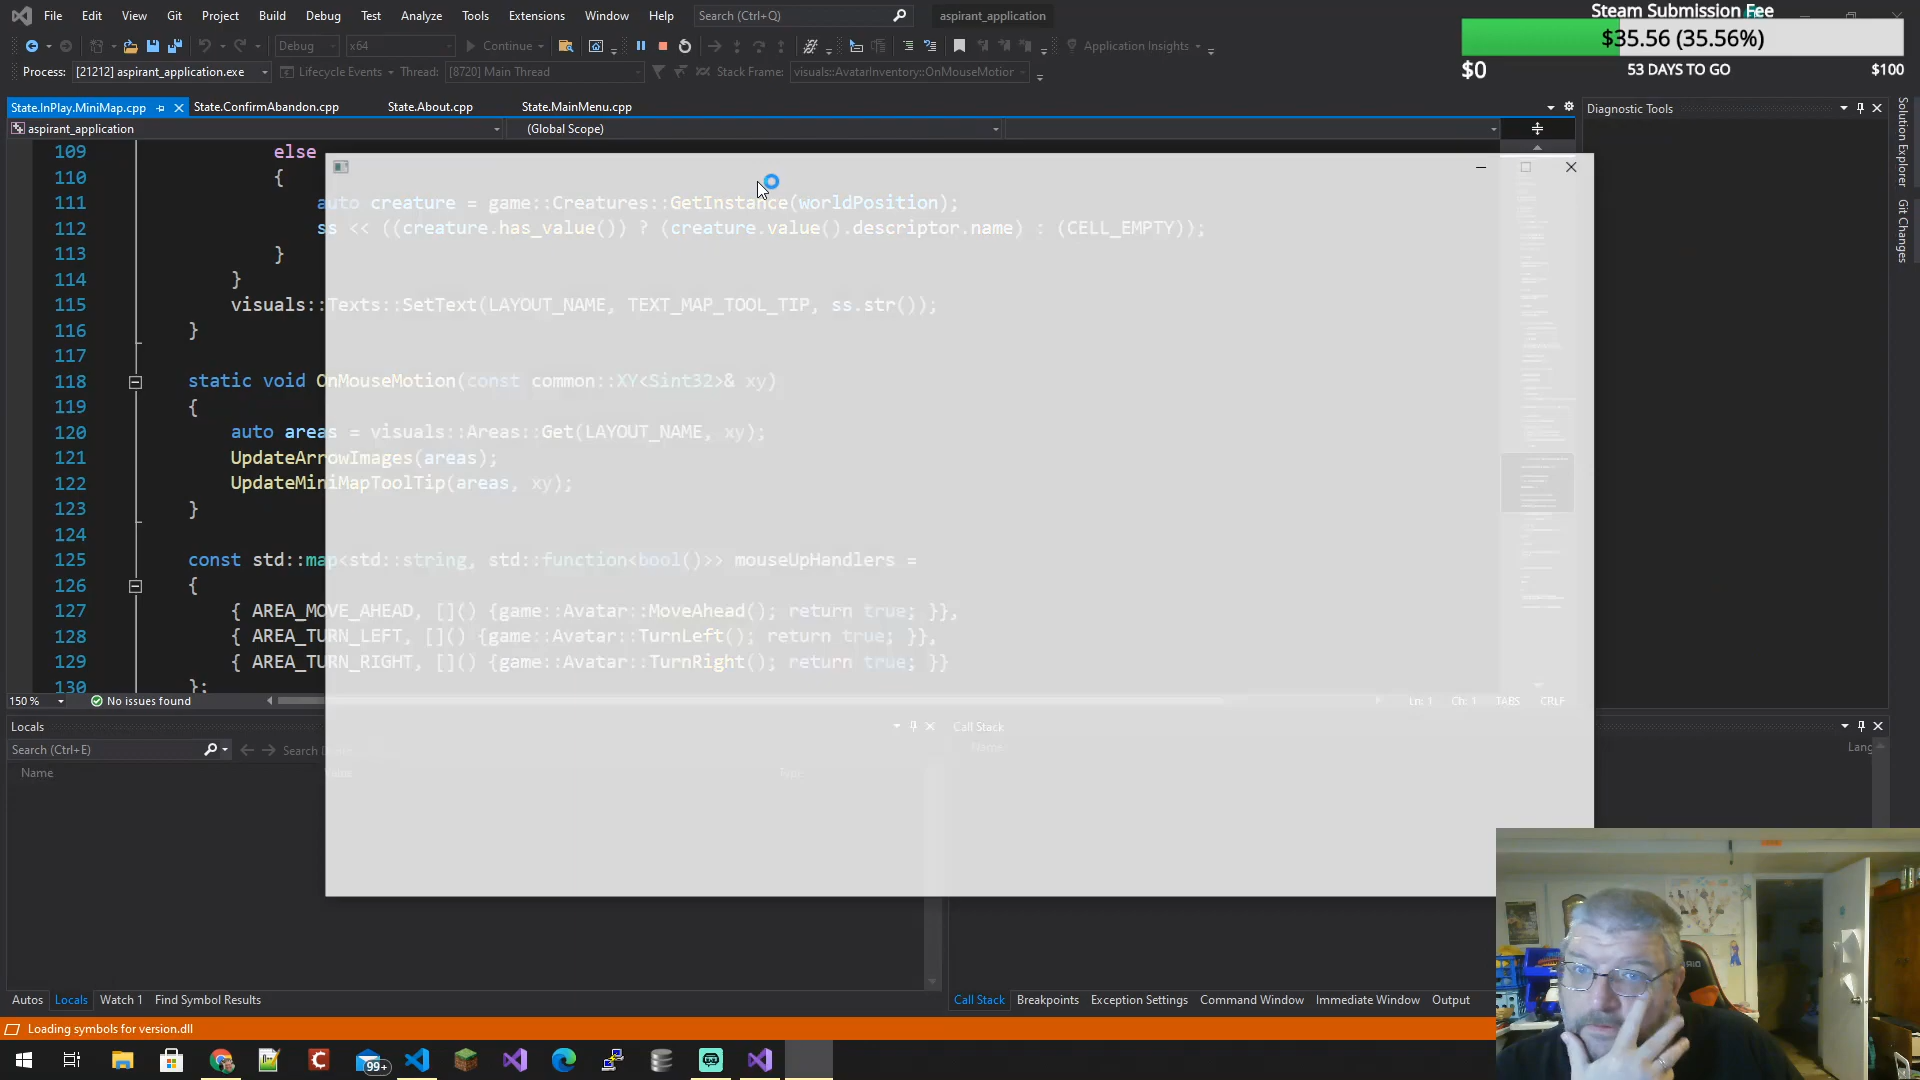 File Edit View Git Project Build Debug Test Analyze Tools Extensions Window Help Search (Ctrl+Q) aspirant_application
Steam Submission Fee
$35.56 (35.56%)
$0 53 DAYS TO GO $100
Debug x64 Continue Application Insights
Process: [21212] aspirant_application.exe Lifecycle Events Thread: [8720] Main Thread Stack Frame: visuals::AvatarInventory::OnMouseMotior
State.InPlay.MiniMap.cpp State.ConfirmAbandon.cpp State.About.cpp State.MainMenu.cpp
Diagnostic Tools
Solution Explorer
Git Changes
aspirant_application (Global Scope)
109 else
110 {
111 auto creature = game::Creatures::GetInstance(worldPosition);
112 ss << ((creature.has_value()) ? (creature.value().descriptor.name) : (CELL_EMPTY));
113 }
114 }
115 visuals::Texts::SetText(LAYOUT_NAME, TEXT_MAP_TOOL_TIP, ss.str());
116 }
117
118 static void OnMouseMotion(const common::XY<Sint32>& xy)
119 {
120 auto areas = visuals::Areas::Get(LAYOUT_NAME, xy);
121 UpdateArrowImages(areas);
122 UpdateMiniMapToolTip(areas, xy);
123 }
124
125 const std::map<std::string, std::function<bool()>> mouseUpHandlers =
126 {
127 { AREA_MOVE_AHEAD, []() {game::Avatar::MoveAhead(); return true; }},
128 { AREA_TURN_LEFT, []() {game::Avatar::TurnLeft(); return true; }},
129 { AREA_TURN_RIGHT, []() {game::Avatar::TurnRight(); return true; }}
130 };
150 % No issues found Ln: 1 Ch: 1 TABS CRLF
Locals
Search (Ctrl+E)
Name Value Type
Call Stack
Name Lang
Autos Locals Watch 1 Find Symbol Results
Call Stack Breakpoints Exception Settings Command Window Immediate Window Output
Loading symbols for version.dll
99+